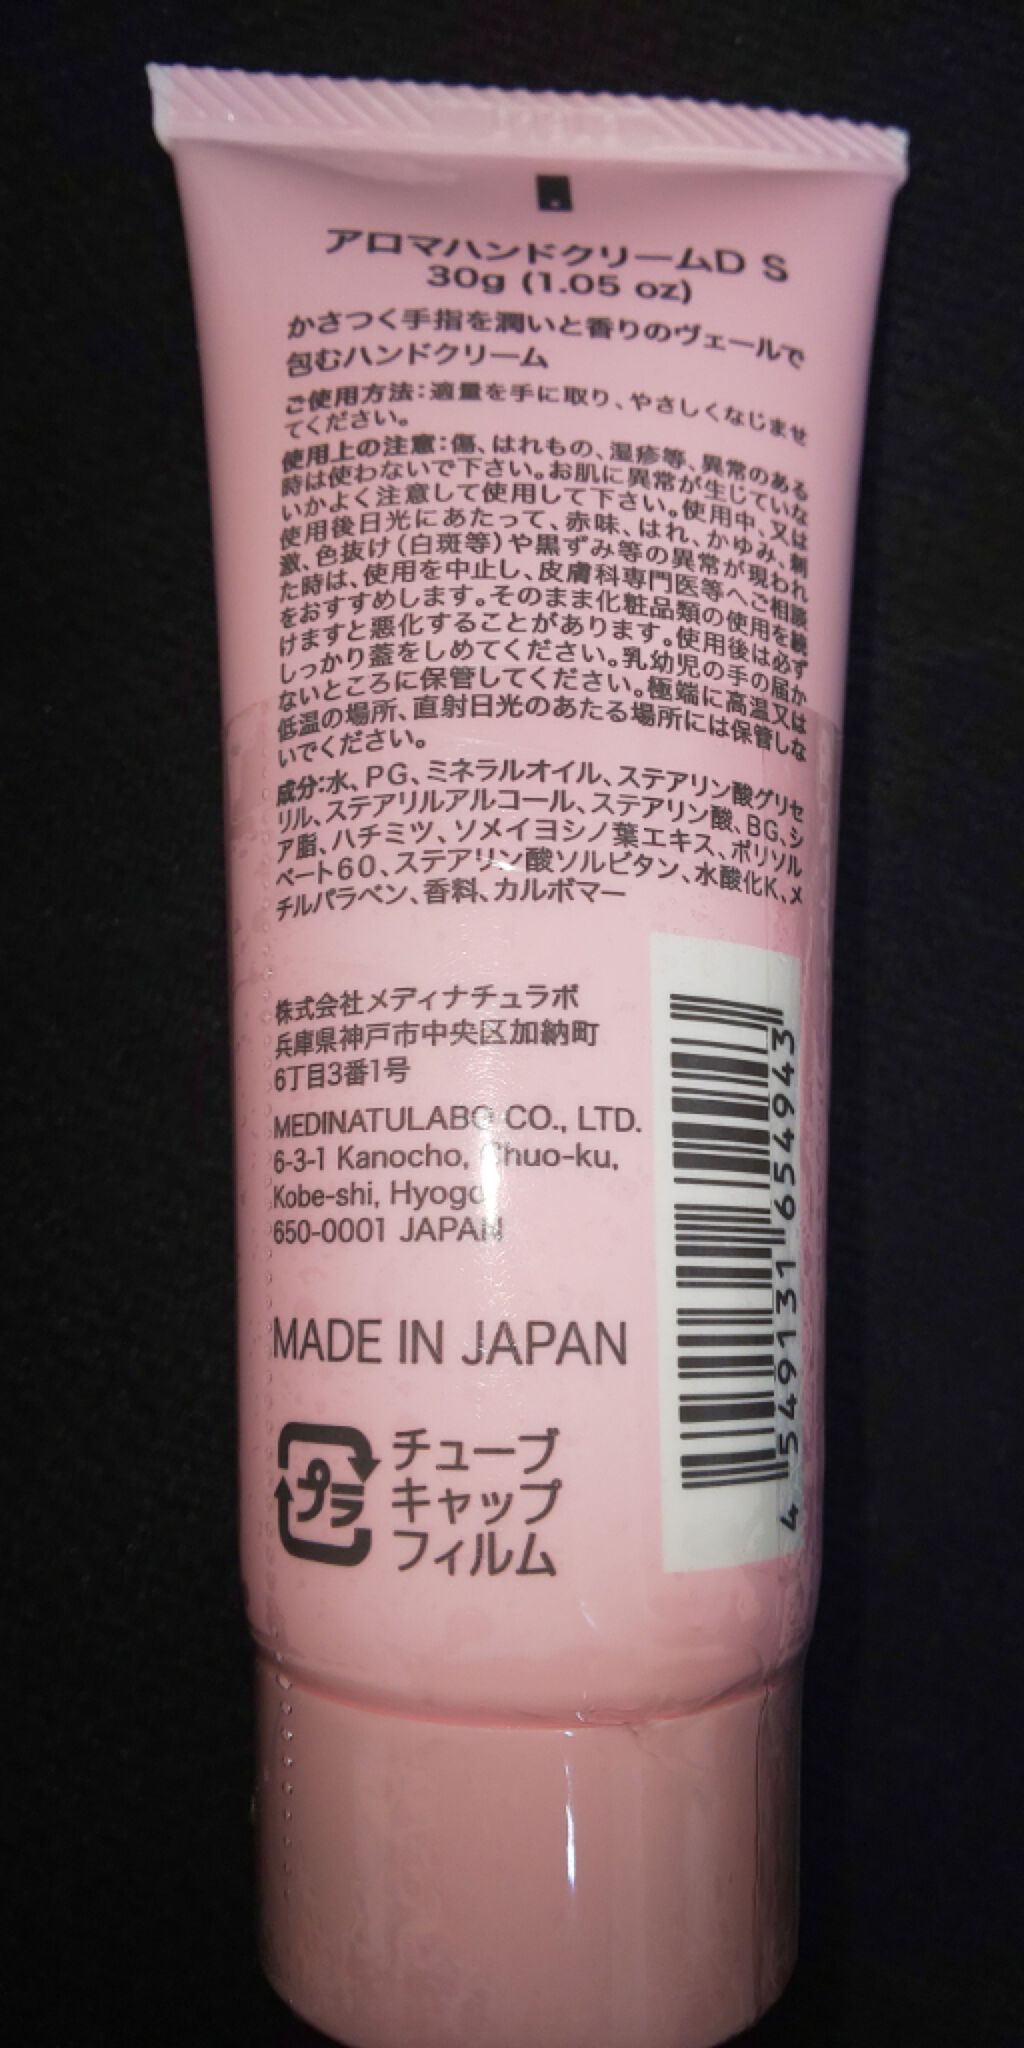 アロマハンドクリームD S
30g (1.05 oz)
かさつく手指を潤いと香りのヴェールで
包むハンドクリーム
ご使用方法:適量を手に取り、やさしくなじませ
てください。
使用上の注意:傷、はれもの、湿疹等、異常のある
時は使わないで下さい。お肌に異常が生じていな
いかよく注意して使用して下さい。使用中、又は
使用後日光にあたって、赤味、はれ、かゆみ、刺
激、色抜け(白斑等)や黒ずみ等の異常が現われ
た時は、使用を中止し、皮膚科専門医等へご相談
をおすすめします。そのまま化粧品類の使用を続
けますと悪化することがあります。使用後は必ず
しっかり蓋をしめてください。乳幼児の手の届か
ないところに保管してください。極端に高温又は
低温の場所、直射日光のあたる場所には保管しな
いでください。
成分:水、PG、ミネラルオイル、ステアリン酸グリセ
リル、ステアリルアルコール、ステアリン酸、BG、シ
ア脂、ハチミツ、ソメイヨシノ葉エキス、ポリソル
ベート60、ステアリン酸ソルビタン、水酸化K、メ
チルパラベン、香料、カルボマー
株式会社メディナチュラボ
兵庫県神戸市中央区加納町
6丁目3番1号
MEDINATULABO CO., LTD.
6-3-1 Kanocho, Chuo-ku,
Kobe-shi, Hyogo
650-0001 JAPAN
MADE IN JAPAN
プラ
チューブ
キャップ
フィルム
4549131654943